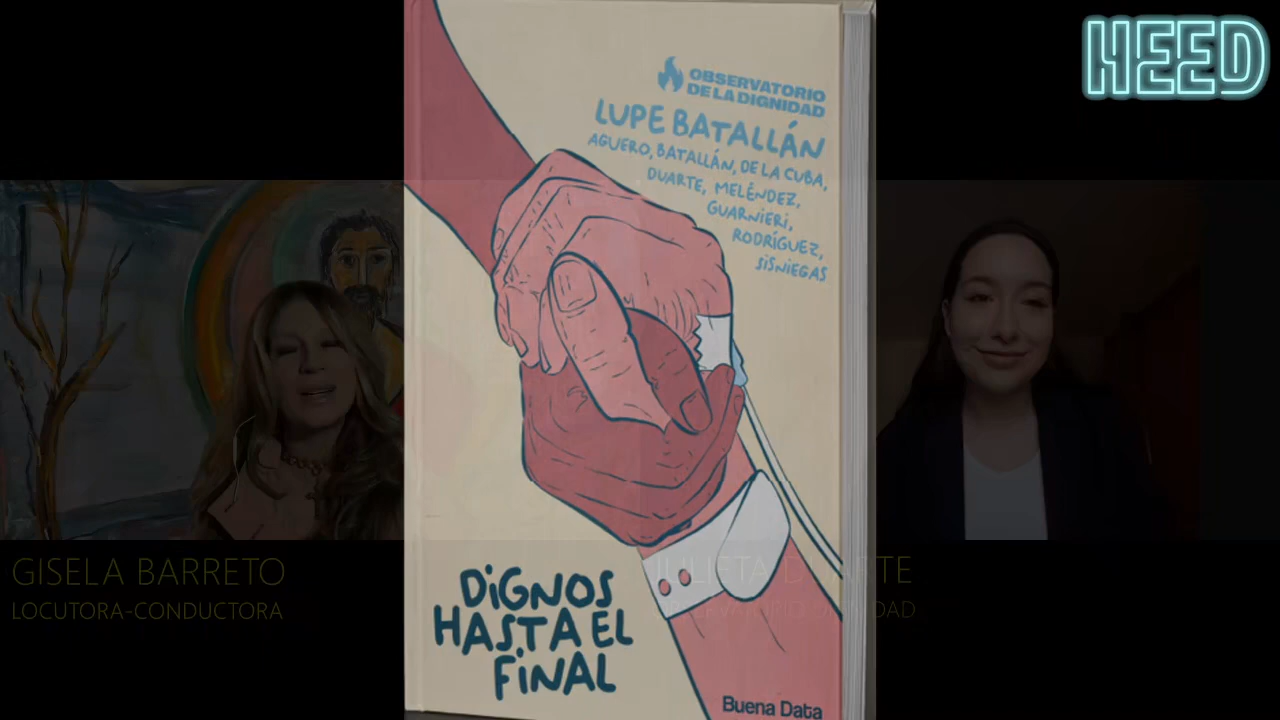 HEED
OBSERVATORIO
DE LA DIGNIDAD
LUPE BATALLÁN
AGUERO, BATALLÁN, DE LA CUBA,
DUARTE, MELÉNDEZ,
GUARNIERI,
RODRÍGUEZ,
SISNIEGAS
DIGNOS
HASTA EL
FINAL
Buena Data
GISELA BARRETO
LOCUTORA-CONDUCTORA
JULIETA